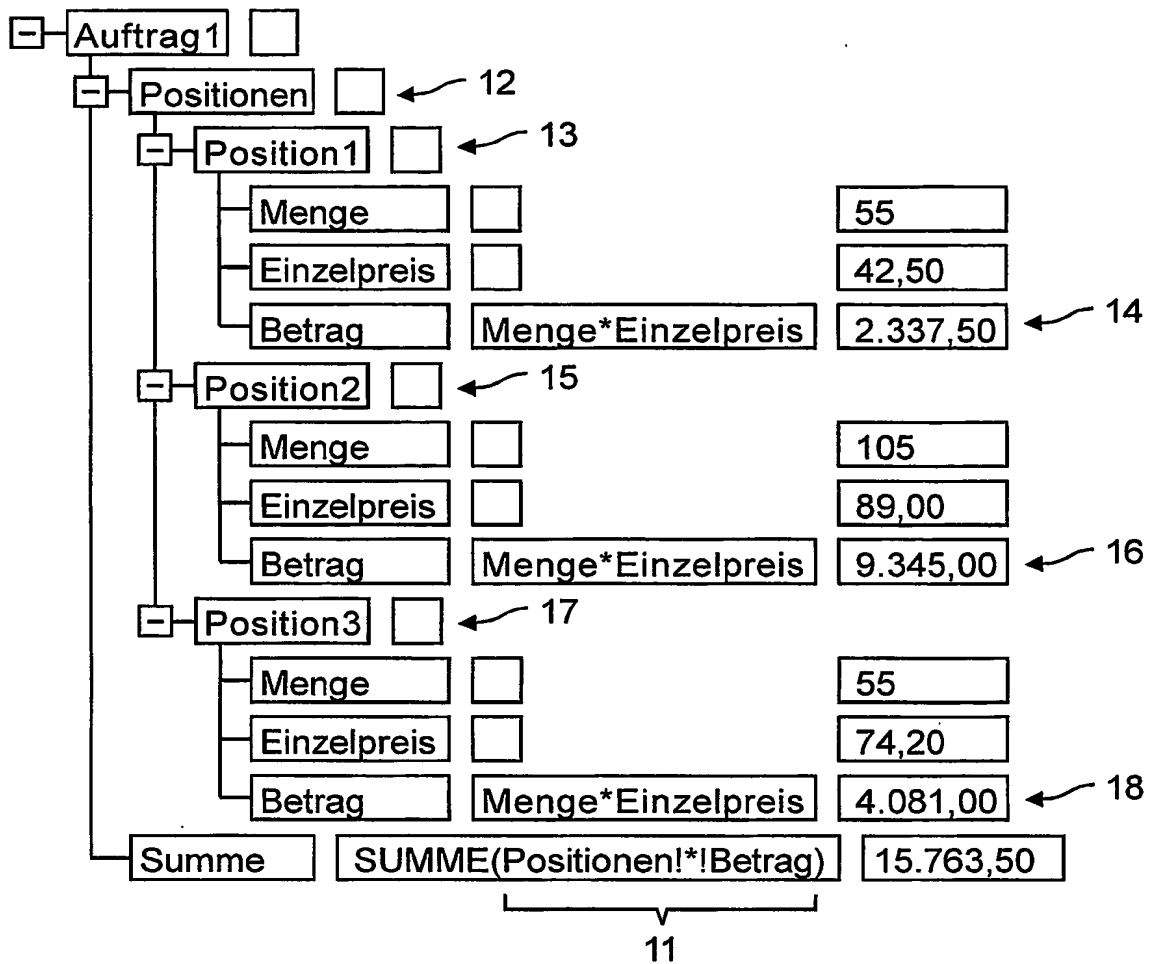 Auftrag1
Positionen 12
Position1 13
Menge 55
Einzelpreis 42,50
Betrag Menge*Einzelpreis 2.337,50 14
Position2 15
Menge 105
Einzelpreis 89,00
Betrag Menge*Einzelpreis 9.345,00 16
Position3 17
Menge 55
Einzelpreis 74,20
Betrag Menge*Einzelpreis 4.081,00 18
Summe SUMME(Positionen!*!Betrag) 15.763,50
11